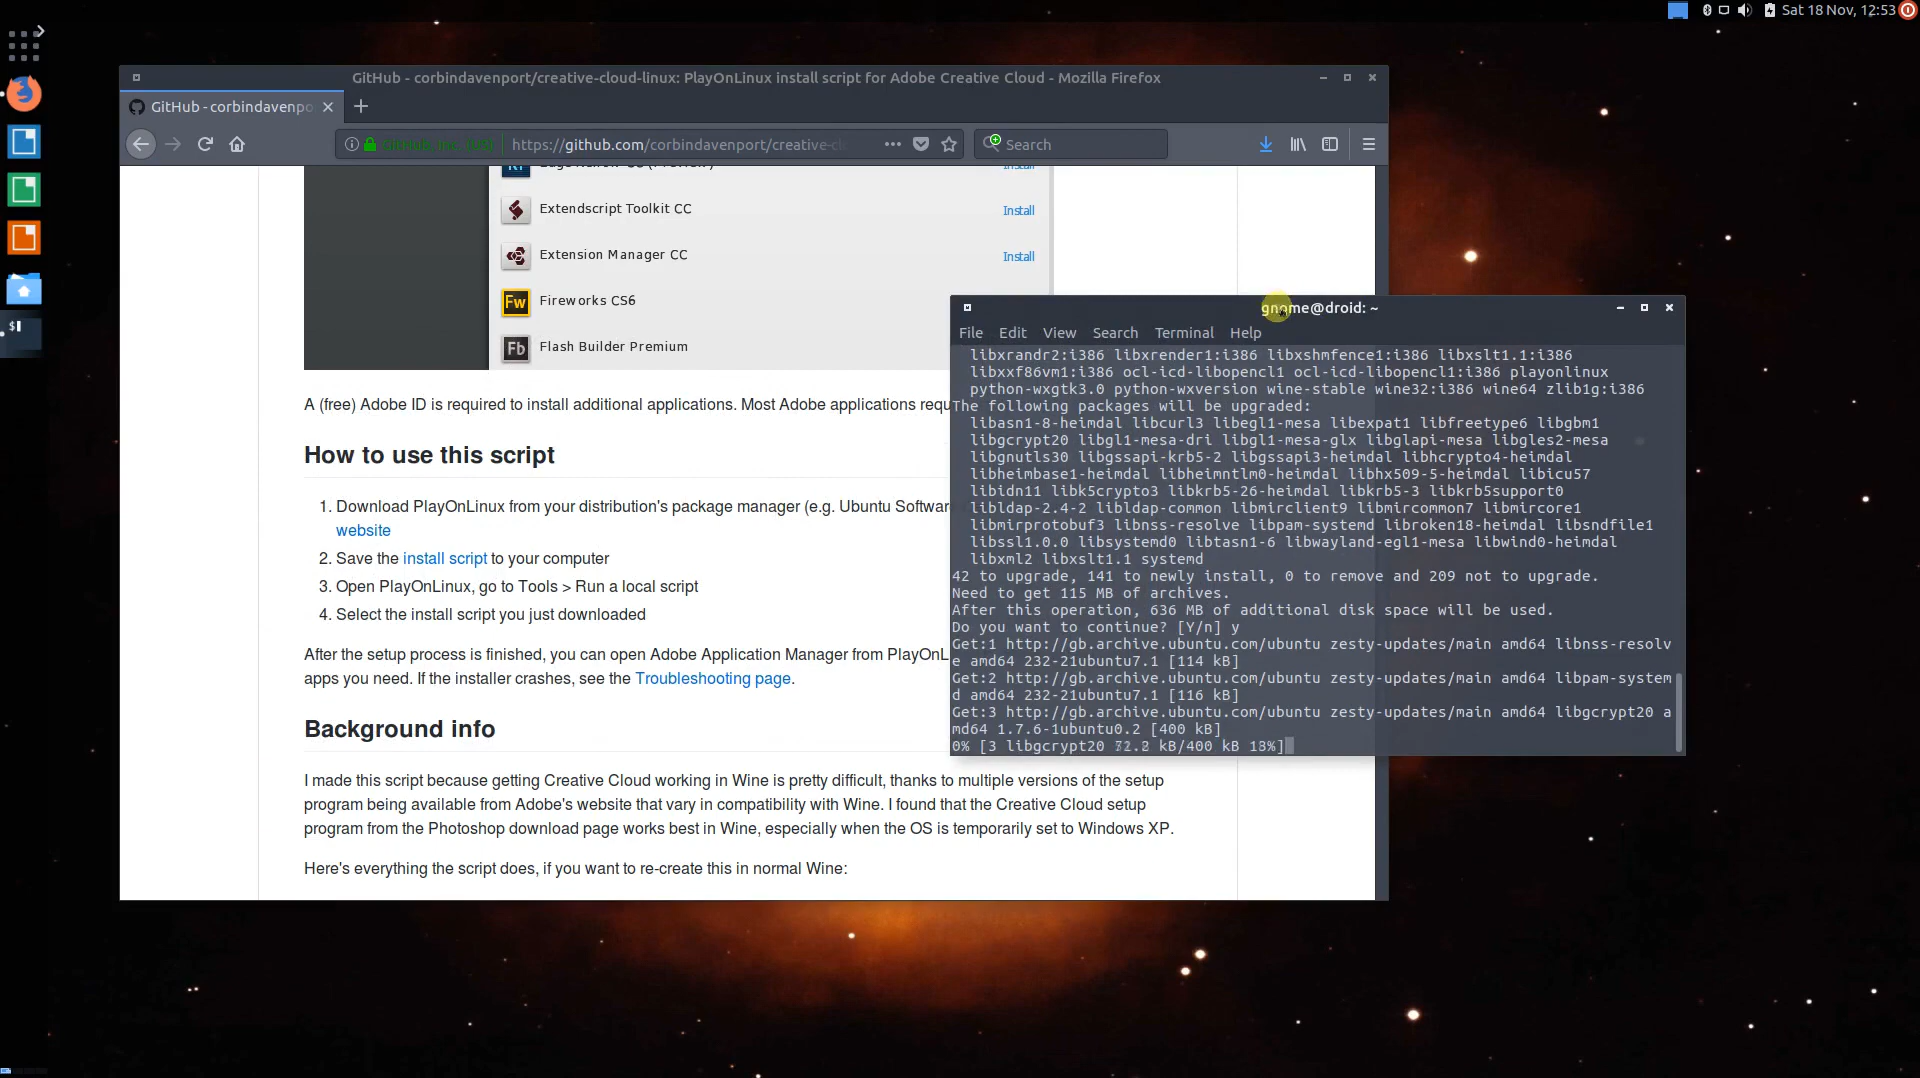 Sat 18 Nov, 12:53
GitHub - corbindavenport/creative-cloud-linux: PlayOnLinux install script for Adobe Creative Cloud - Mozilla Firefox
GitHub - corbindavenpo
https://github.com/corbindavenport/creative-cl
Search
Install
Extendscript Toolkit CC
Install
Extension Manager CC
Install
Fw
Fireworks CS6
Fb
Flash Builder Premium
A (free) Adobe ID is required to install additional applications. Most Adobe applications requ
How to use this script
1. Download PlayOnLinux from your distribution's package manager (e.g. Ubuntu Softwar
website
2. Save the install script to your computer
3. Open PlayOnLinux, go to Tools > Run a local script
4. Select the install script you just downloaded
After the setup process is finished, you can open Adobe Application Manager from PlayOnL
apps you need. If the installer crashes, see the Troubleshooting page.
Background info
I made this script because getting Creative Cloud working in Wine is pretty difficult, thanks to multiple versions of the setup
program being available from Adobe's website that vary in compatibility with Wine. I found that the Creative Cloud setup
program from the Photoshop download page works best in Wine, especially when the OS is temporarily set to Windows XP.
Here's everything the script does, if you want to re-create this in normal Wine:
gnome@droid: ~
File Edit View Search Terminal Help
libxrandr2:i386 libxrender1:i386 libxshmfence1:i386 libxslt1.1:i386
libxxf86vm1:i386 ocl-icd-libopencl1 ocl-icd-libopencl1:i386 playonlinux
python-wxgtk3.0 python-wxversion wine-stable wine32:i386 wine64 zlib1g:i386
The following packages will be upgraded:
libasn1-8-heimdal libcurl3 libegl1-mesa libexpat1 libfreetype6 libgbm1
libgcrypt20 libgl1-mesa-dri libgl1-mesa-glx libglapi-mesa libgles2-mesa
libgnutls30 libgssapi-krb5-2 libgssapi3-heimdal libhcrypto4-heimdal
libheimbase1-heimdal libheimntlm0-heimdal libhx509-5-heimdal libicu57
libidn11 libk5crypto3 libkrb5-26-heimdal libkrb5-3 libkrb5support0
libldap-2.4-2 libldap-common libmirclient9 libmircommon7 libmircore1
libmirprotobuf3 libnss-resolve libpam-systemd libroken18-heimdal libsndfile1
libssl1.0.0 libsystemd0 libtasn1-6 libwayland-egl1-mesa libwind0-heimdal
libxml2 libxslt1.1 systemd
42 to upgrade, 141 to newly install, 0 to remove and 209 not to upgrade.
Need to get 115 MB of archives.
After this operation, 636 MB of additional disk space will be used.
Do you want to continue? [Y/n] y
Get:1 http://gb.archive.ubuntu.com/ubuntu zesty-updates/main amd64 libnss-resolv
e amd64 232-21ubuntu7.1 [114 kB]
Get:2 http://gb.archive.ubuntu.com/ubuntu zesty-updates/main amd64 libpam-system
d amd64 232-21ubuntu7.1 [116 kB]
Get:3 http://gb.archive.ubuntu.com/ubuntu zesty-updates/main amd64 libgcrypt20 a
md64 1.7.6-1ubuntu0.2 [400 kB]
0% [3 libgcrypt20 kB/400 kB